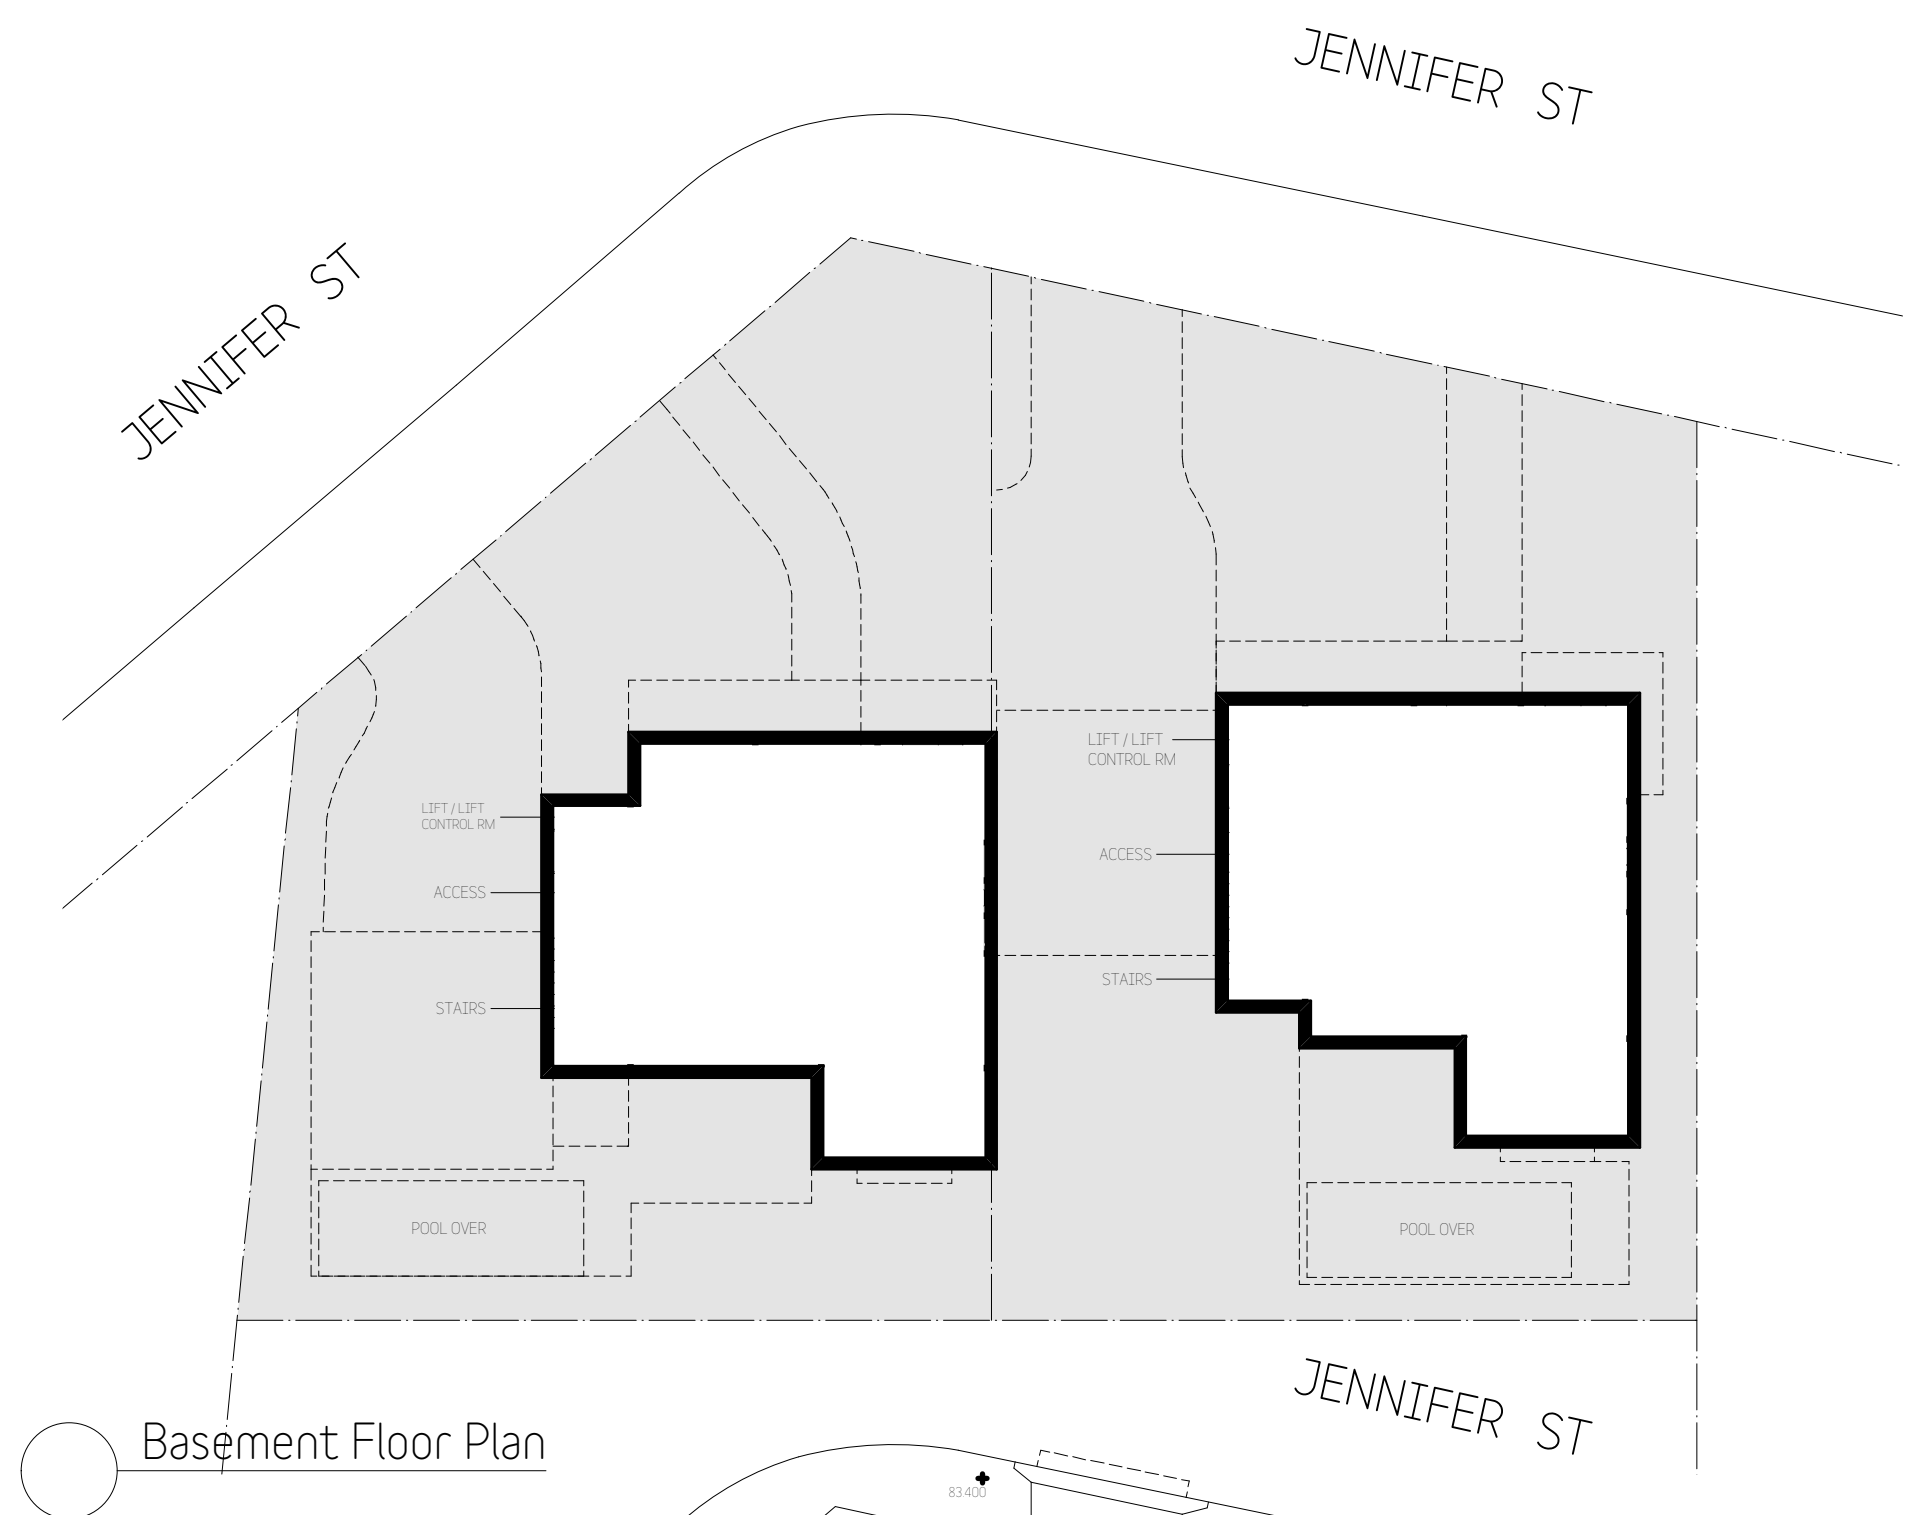 JENNIFER ST
JENNIFER ST
LIFT / LIFT
CONTROL RM
LIFT / LIFT
CONTROL RM
ACCESS
ACCESS
STAIRS
STAIRS
POOL OVER
POOL OVER
JENNIFER ST
Basement Floor Plan
83.400